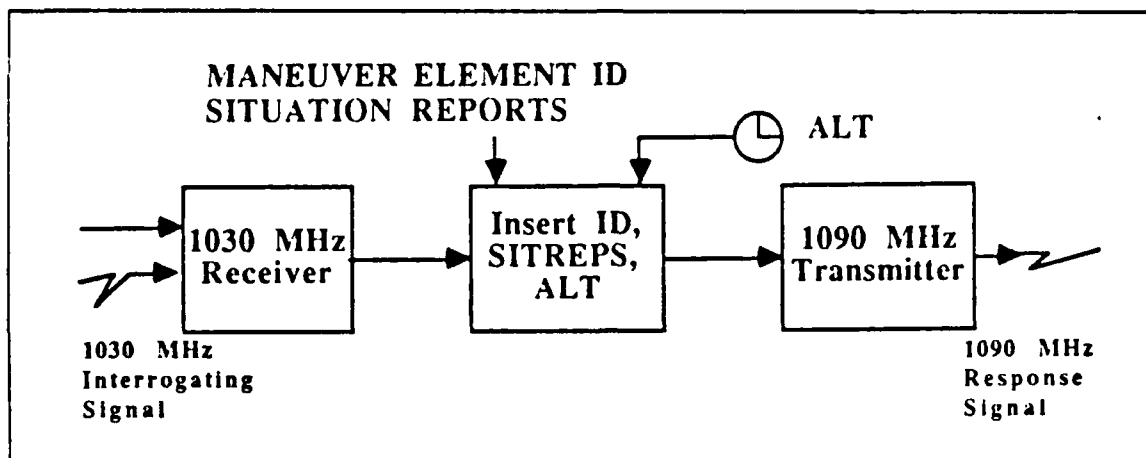 MANEUVER ELEMENT ID
SITUATION REPORTS
ALT
1030 MHz
Receiver
Insert ID,
SITREPS,
ALT
1090 MHz
Transmitter
1030 MHz
Interrogating
Signal
1090 MHz
Response
Signal